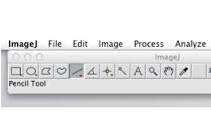 ImageJ File Edit Image Process Analyze
ImageJ
A
Pencil Tool